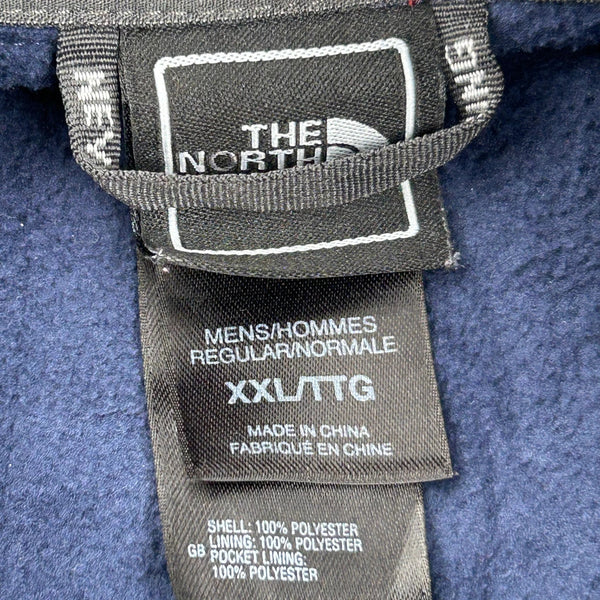 THE
NORTH
MENS/HOMMES
REGULAR/NORMALE
XXL/TTG
MADE IN CHINA
FABRIQUÉ EN CHINE
SHELL: 100% POLYESTER
LINING: 100% POLYESTER
GB POCKET LINING:
100% POLYESTER